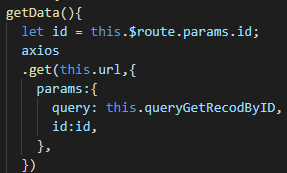 getData(){
let id = this.$route.params.id;
axios
.get(this.url,{
params:{
query: this.queryGetRecodByID,
id:id,
},
})